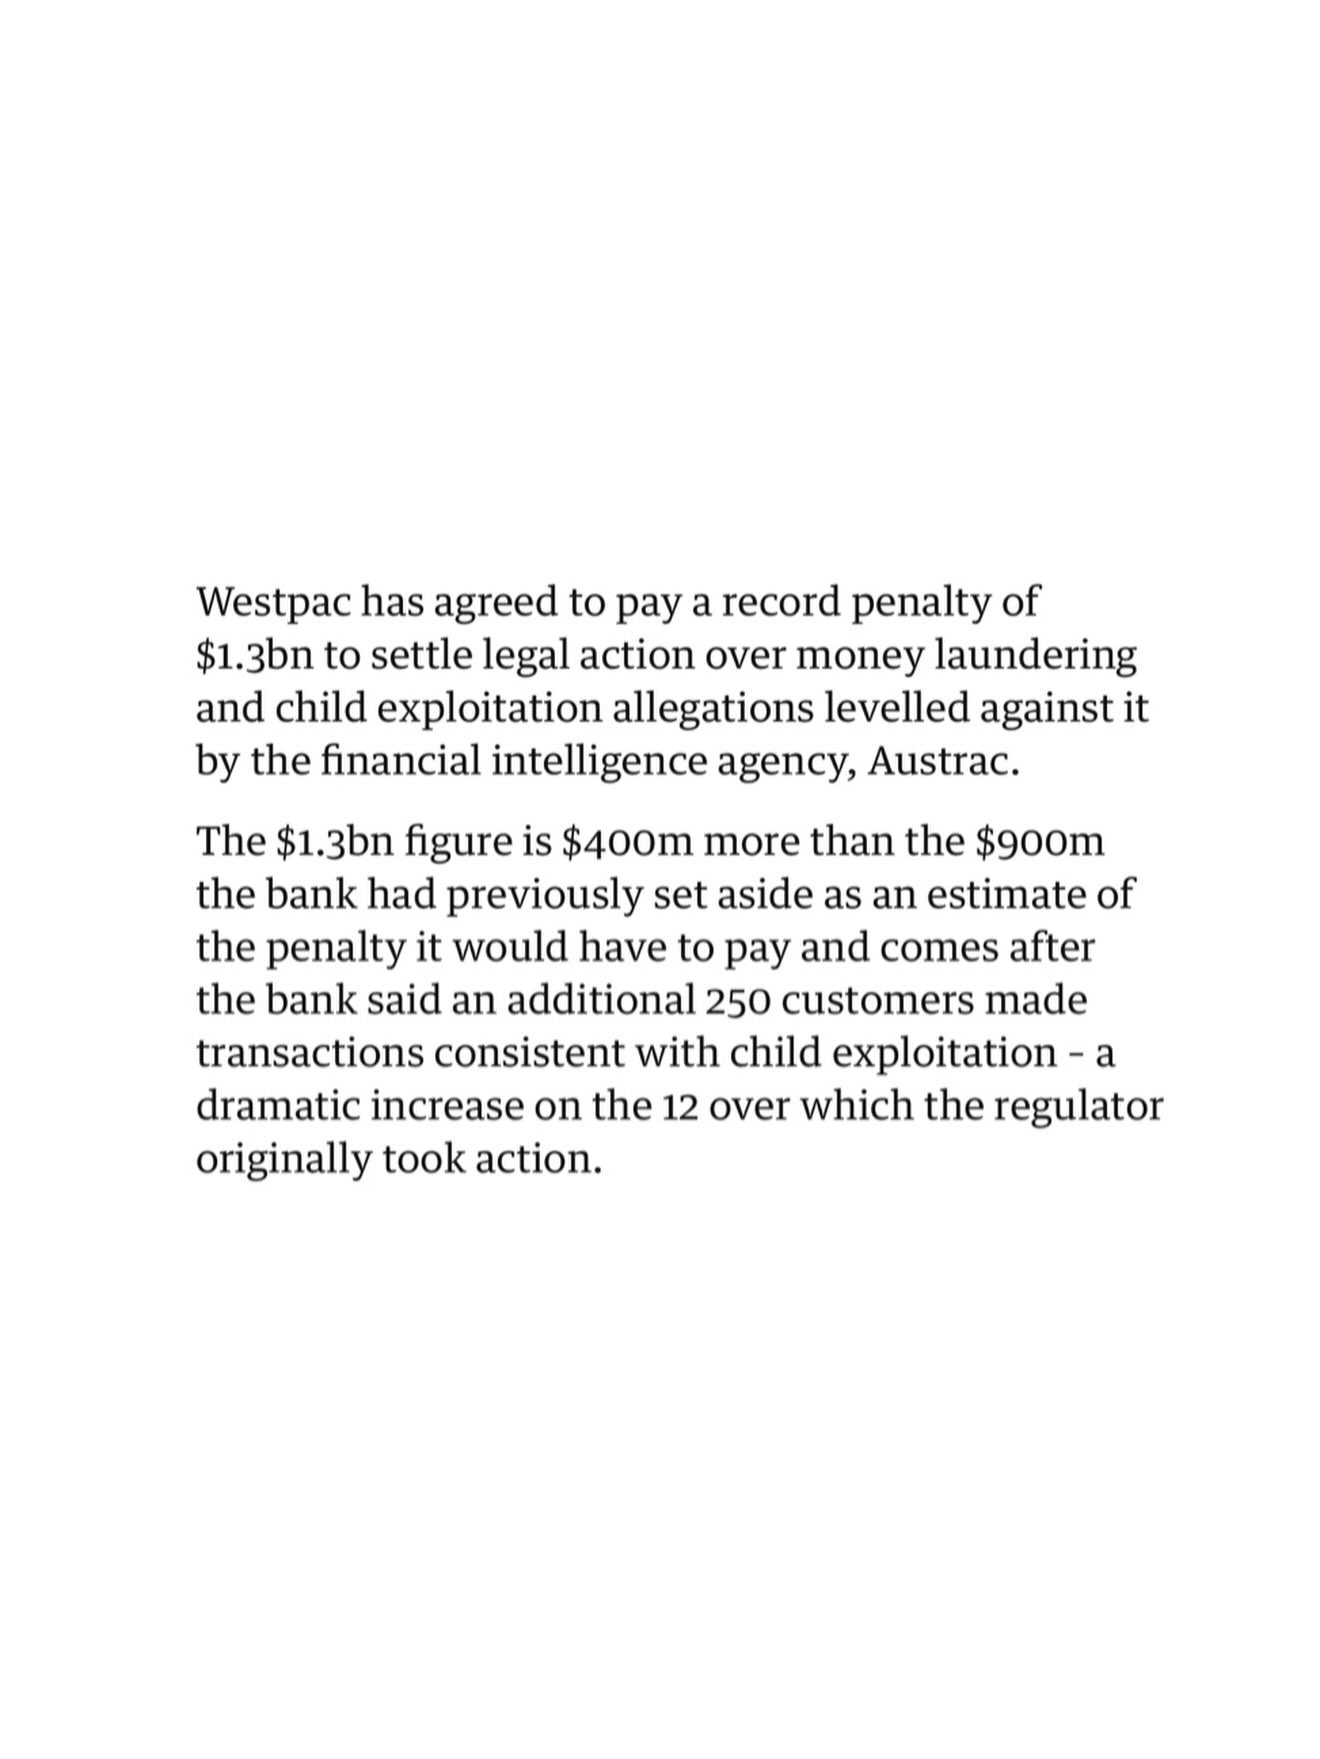 Westpac has agreed to pay a record penalty of
$1.3bn to settle legal action over money laundering
and child exploitation allegations levelled against it
by the financial intelligence agency, Austrac.
The $1.3bn figure is $400m more than the $900m
the bank had previously set aside as an estimate of
the penalty it would have to pay and comes after
the bank said an additional 250 customers made
transactions consistent with child exploitation – a
dramatic increase on the 12 over which the regulator
originally took action.